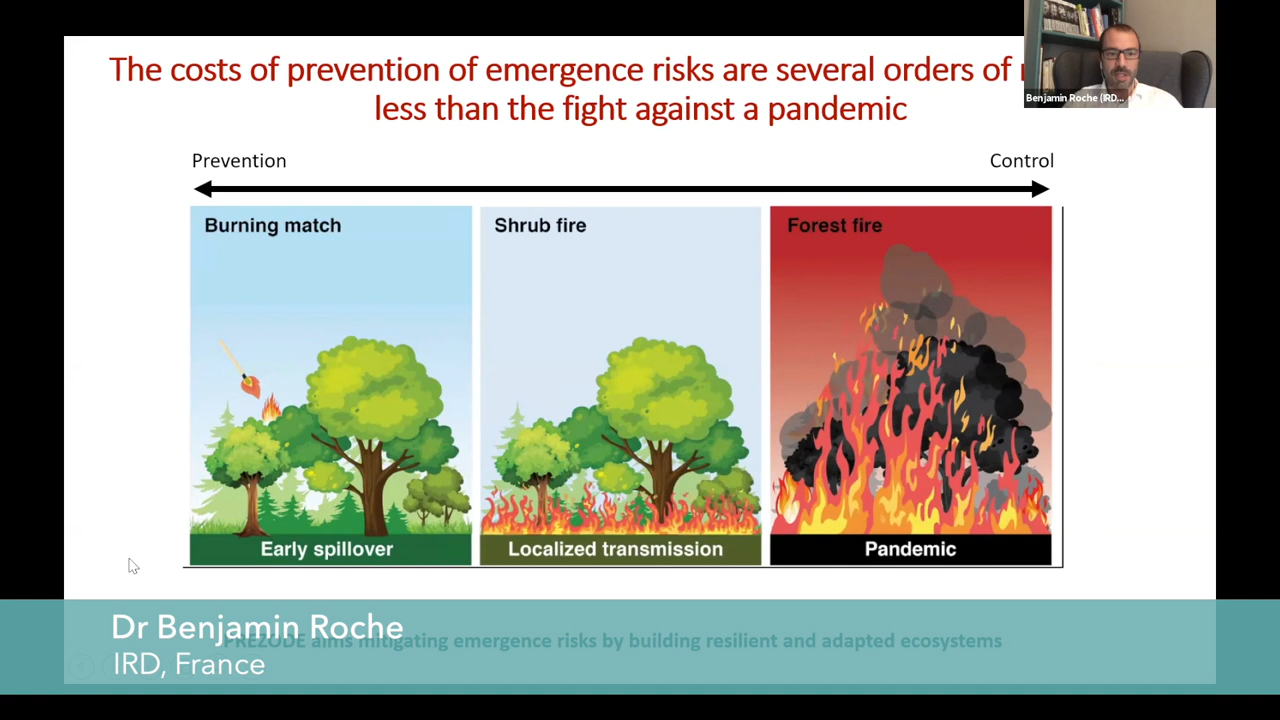 The costs of prevention of emergence risks are several orders of
less than the fight against a pandemic
Benjamin Roche (IRD...
Prevention
Control
Burning match
Shrub fire
Forest fire
Early spillover
Localized transmission
Pandemic
Dr Benjamin Roche
PREZODE aims mitigating emergence risks by building resilient and adapted ecosystems
IRD, France